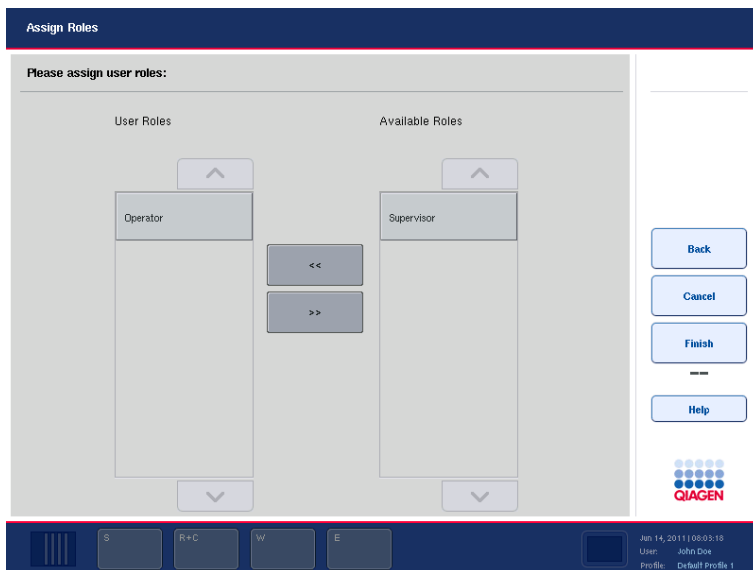 Assign Roles
Please assign user roles:
User Roles
Available Roles
Operator
Supervisor
<<
>>
Back
Cancel
Finish
Help
QIAGEN
S
R+C
W
E
Jun 14, 2011 | 08:03:18
User: John Doe
Profile: Default Profile 1